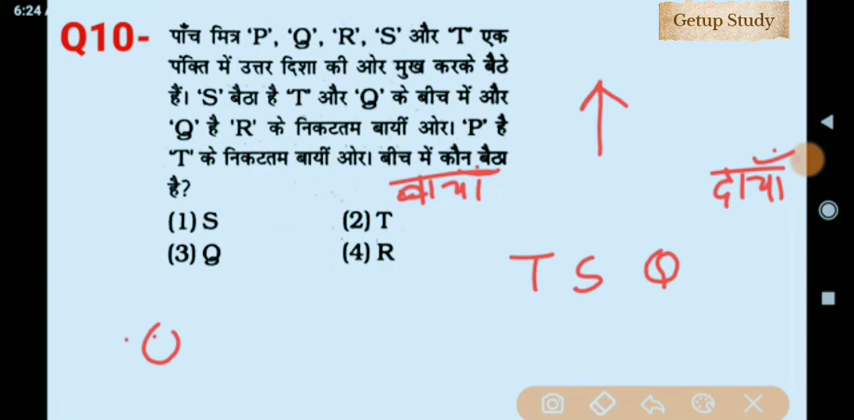 6:24
Getup Study
Q10- पाँच मित्र 'P', 'Q', 'R', 'S' और 'T' एक
पंक्ति में उत्तर दिशा की ओर मुख करके बैठे
हैं। 'S' बैठा है 'T' और 'Q' के बीच में और
'Q' है 'R' के निकटतम बायीं ओर। 'P' है
'T' के निकटतम बायीं ओर। बीच में कौन बैठा
है?
बायां
दायाँ
(1) S (2) T
(3) Q (4) R
T S Q